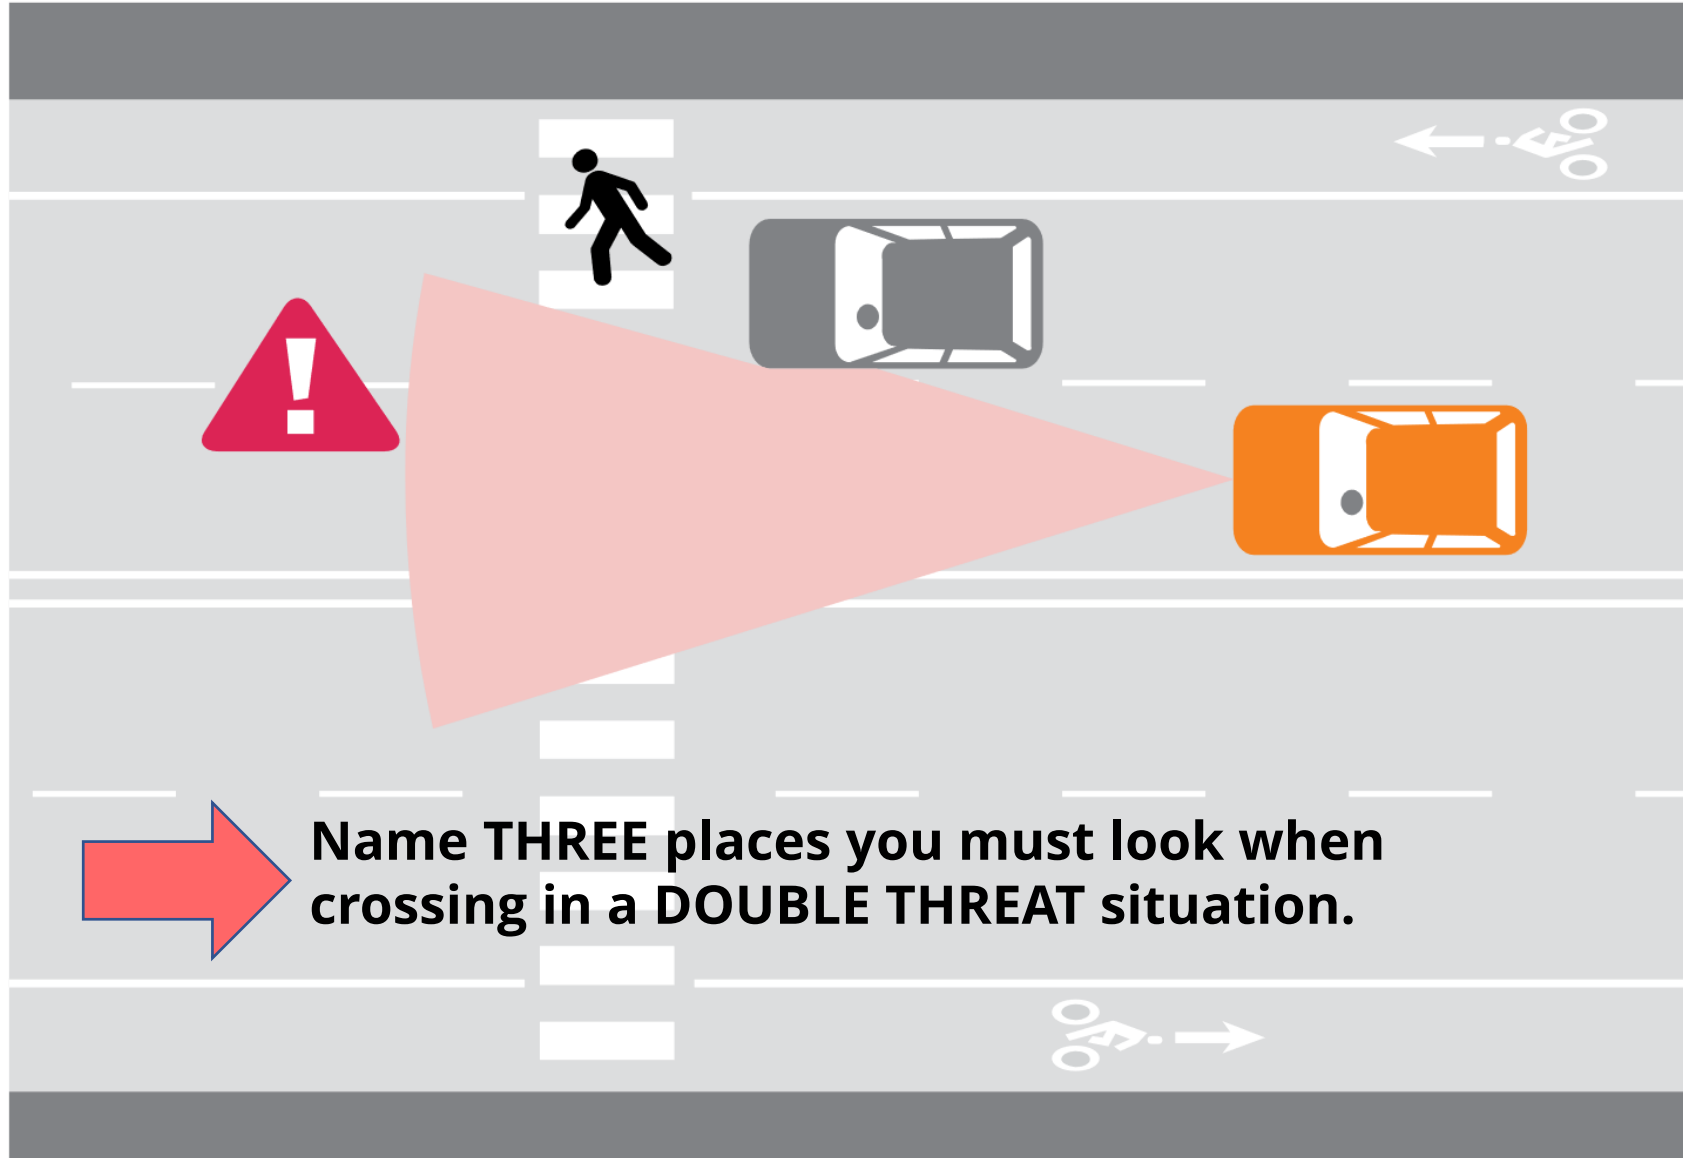 Name THREE places you must look when
crossing in a DOUBLE THREAT situation.